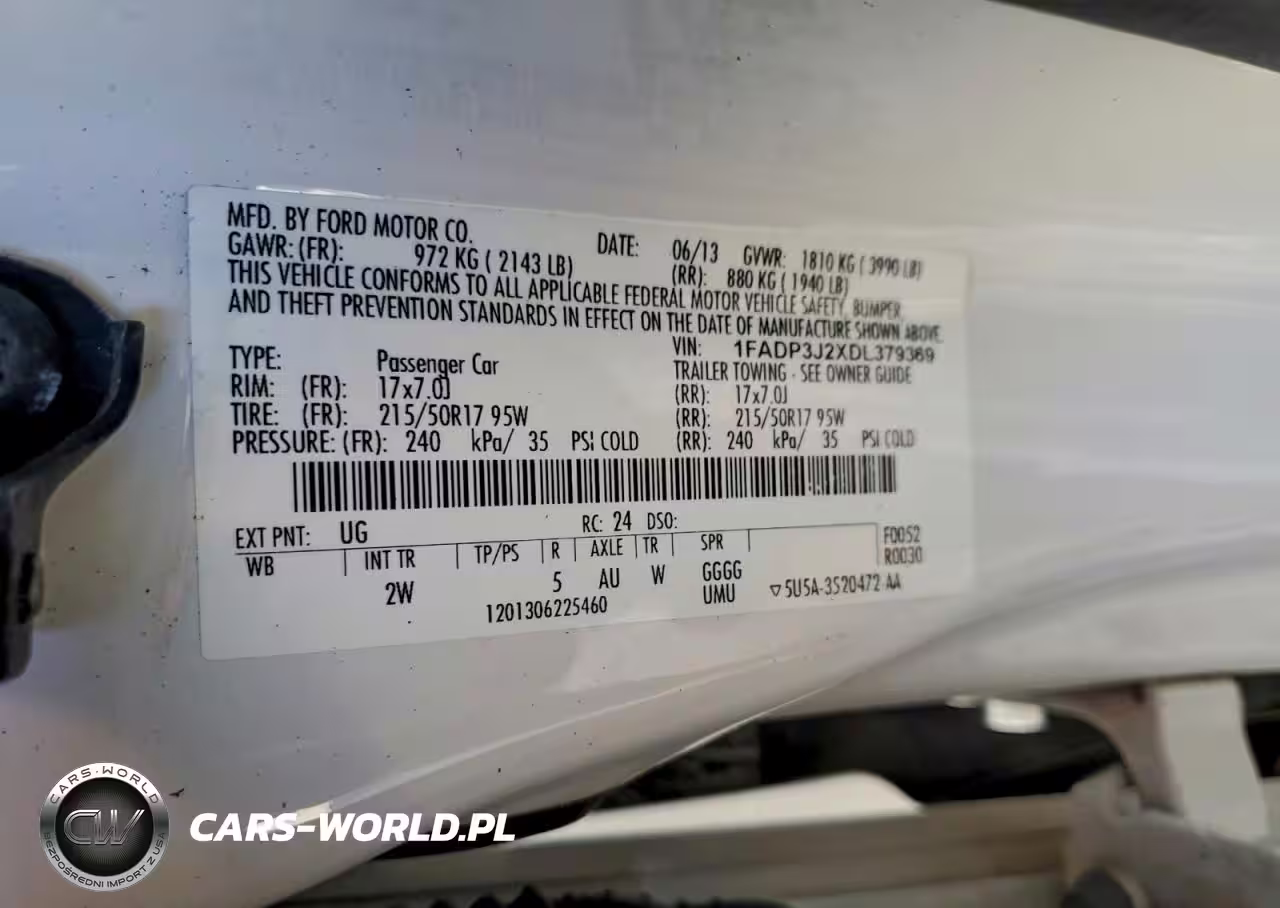 MFD. BY FORD MOTOR CO.
DATE: 06/13 GVWR: 1810 KG ( 3990 LB)
GAWR: (FR): 972 KG ( 2143 LB) (RR): 880 KG ( 1940 LB)
THIS VEHICLE CONFORMS TO ALL APPLICABLE FEDERAL MOTOR VEHICLE SAFETY, BUMPER,
AND THEFT PREVENTION STANDARDS IN EFFECT ON THE DATE OF MANUFACTURE SHOWN ABOVE.
VIN: 1FADP3J2XDL379369
TYPE: Passenger Car TRAILER TOWING - SEE OWNER GUIDE
RIM: (FR): 17x7.0J (RR): 17x7.0J
TIRE: (FR): 215/50R17 95W (RR): 215/50R17 95W
PRESSURE: (FR): 240 kPa/ 35 PSI COLD (RR): 240 kPa/ 35 PSI COLD
EXT PNT: UG RC: 24 DSO: F0052
WB INT TR TP/PS R AXLE TR SPR R0030
2W 5 AU W GGGG
1201306225460 UMU ▽5U5A-3520472 AA
CARS-WORLD
CW
BEZPOŚREDNI IMPORT Z USA
CARS-WORLD.PL